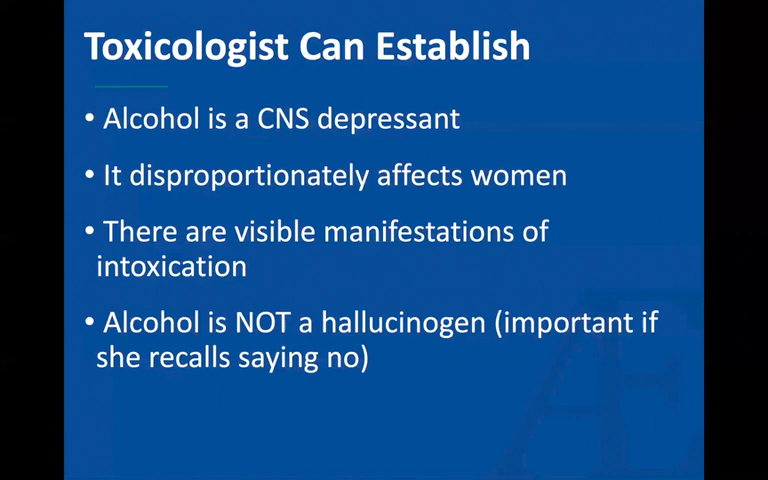 Toxicologist Can Establish
• Alcohol is a CNS depressant
• It disproportionately affects women
• There are visible manifestations of
intoxication
• Alcohol is NOT a hallucinogen (important if
she recalls saying no)